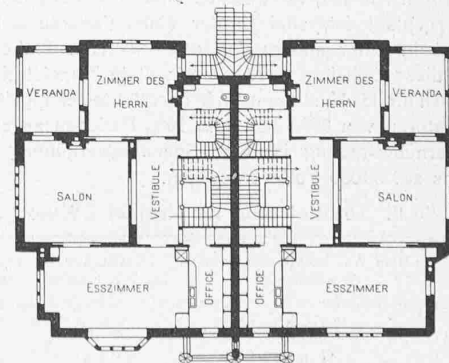 VERANDA
ZIMMER DES
HERRN
ZIMMER DES
HERRN
VERANDA
SALON
VESTIBULE
VESTIBULE
SALON
ESSZIMMER
OFFICE
OFFICE
ESSZIMMER